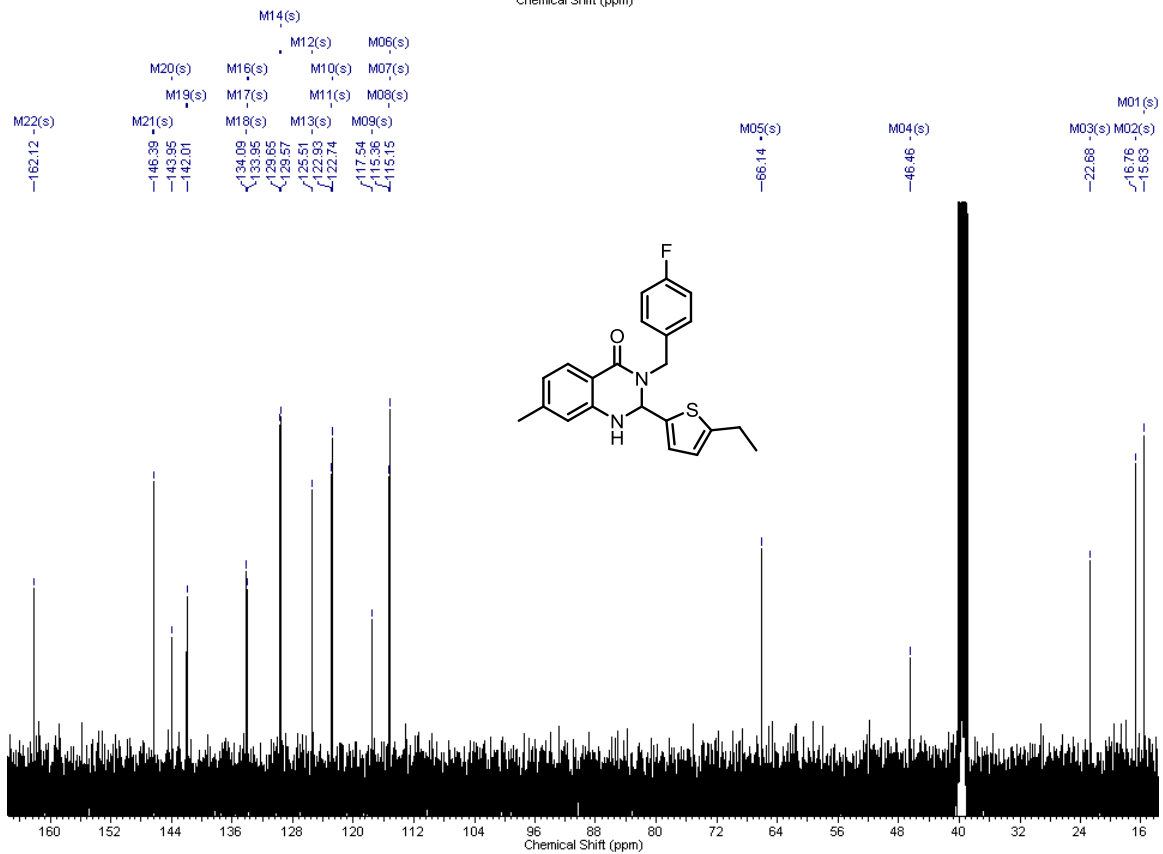 Chemical Shift (ppm)
M14(s)
M12(s) M06(s)
M20(s) M16(s) M10(s) M07(s)
M19(s) M17(s) M11(s) M08(s) M01(s)
M22(s) M21(s) M18(s) M13(s) M09(s) M05(s) M04(s) M03(s) M02(s)
162.12 146.39 143.95 142.01 134.09 133.95 129.65 129.57 125.51 122.93 122.74 117.54 115.36 115.15 66.14 46.46 22.68 16.76 15.63
F
O
N
S
N
H
160 152 144 136 128 120 112 104 96 88 80 72 64 56 48 40 32 24 16
Chemical Shift (ppm)